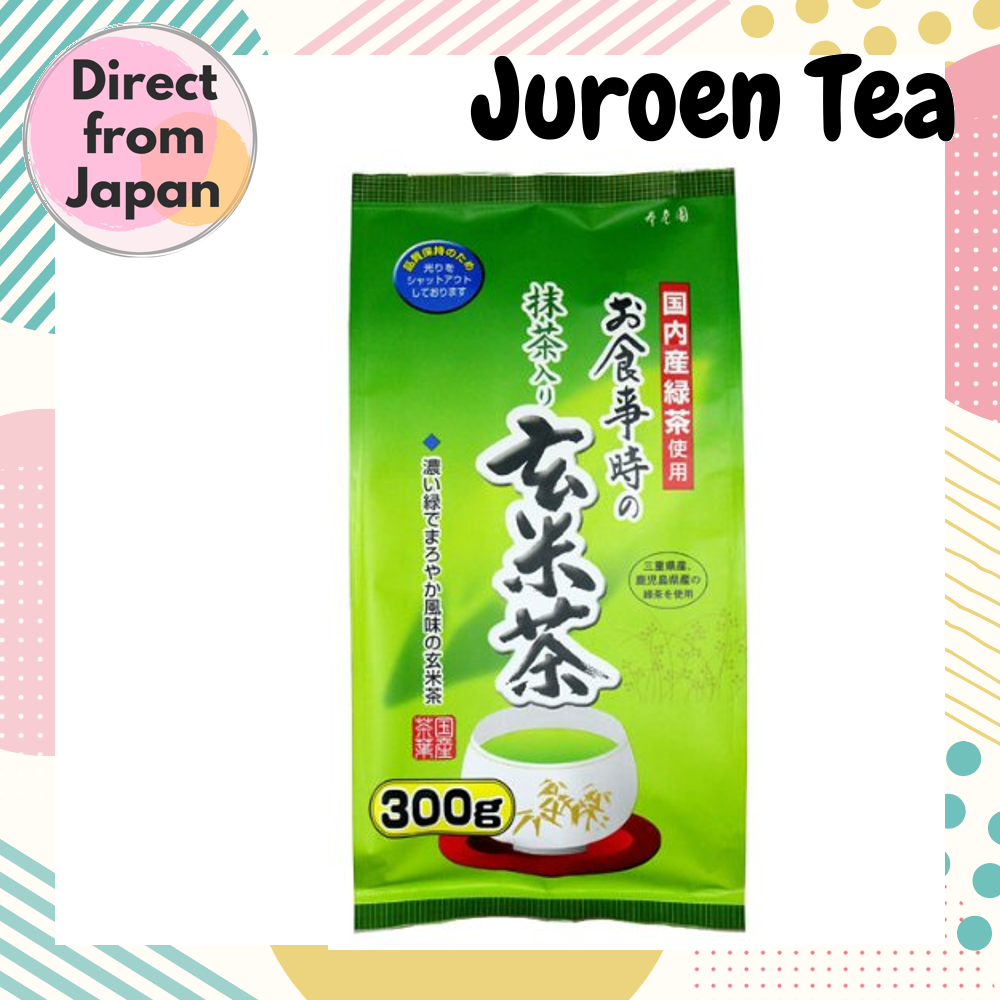 Direct
from
Japan
Juroen Tea
寿老園
品質保持のため
光りを
シャットアウト
しております
国内産緑茶使用
お食事時の
抹茶入り
玄米茶
◆濃い緑でまろやか風味の玄米茶
三重県産、
鹿児島県産の
緑茶を使用
国産
茶葉
300g